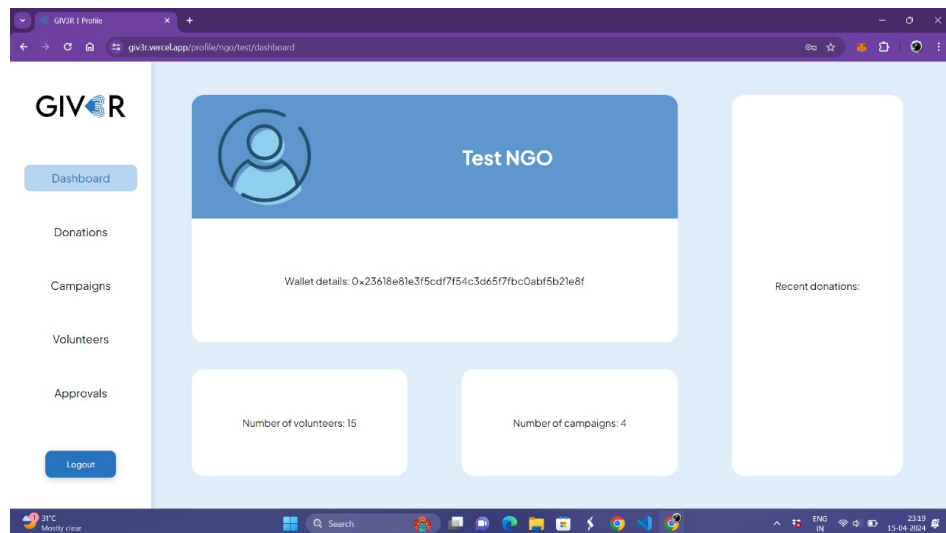 GIV3R | Profile
giv3r.vercel.app/profile/ngo/test/dashboard
GIV3R
Dashboard
Donations
Campaigns
Volunteers
Approvals
Logout
Test NGO
Wallet details: 0x23618e81e3f5cdf7f54c3d65f7fbc0abf5b21e8f
Number of volunteers: 15
Number of campaigns: 4
Recent donations:
1
31°C
Mostly clear
Search
ENG
IN
23:19
15-04-2024